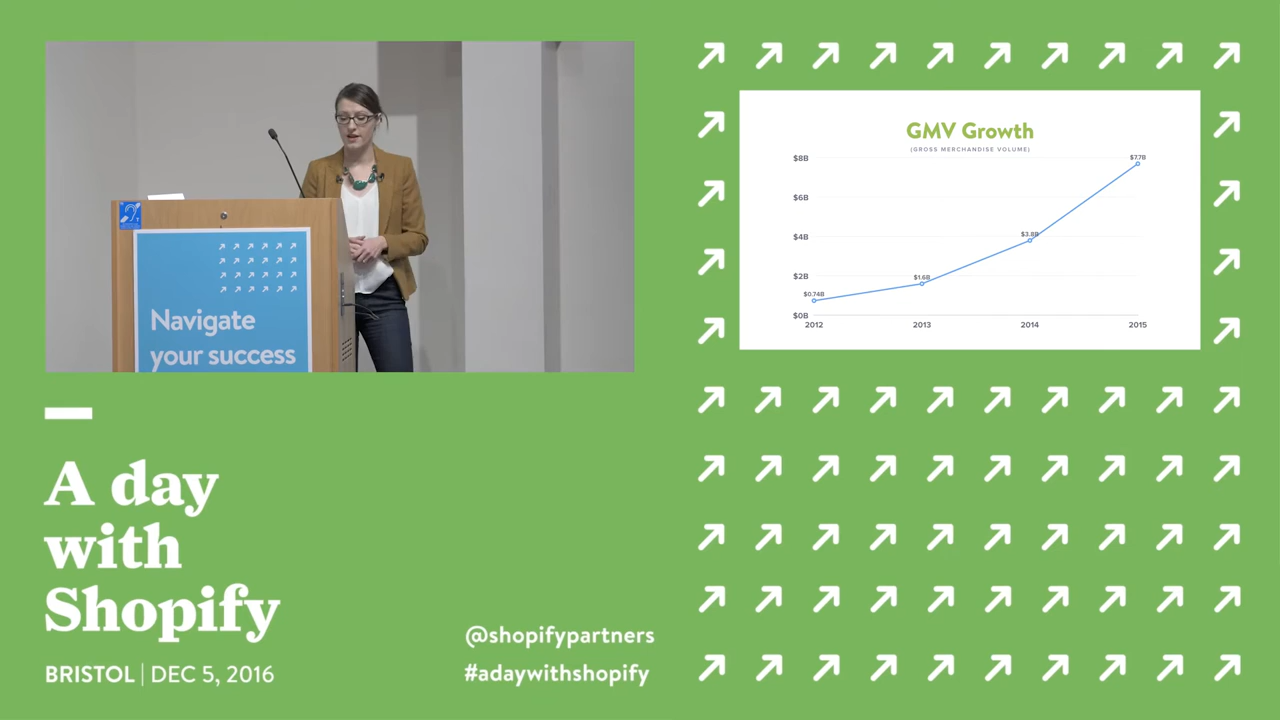 Navigate
your success
A day
with
Shopify
BRISTOL | DEC 5, 2016
@shopifypartners
#adaywithshopify
GMV Growth
(GROSS MERCHANDISE VOLUME)
$8B
$6B
$4B
$2B
$0B
$0.74B
$1.6B
$3.8B
$7.7B
2012
2013
2014
2015